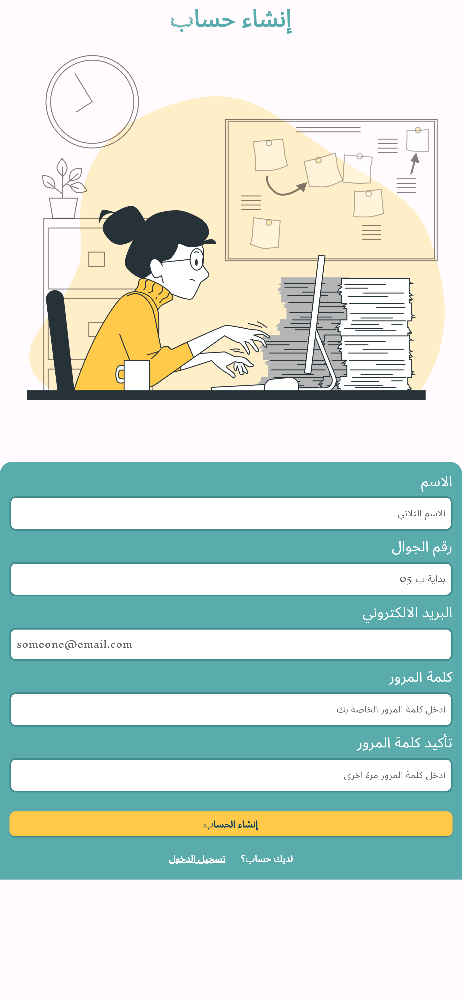 إنشاء حساب
الاسم
الاسم الثلاثي
رقم الجوال
بداية ب 05
البريد الالكتروني
someone@email.com
كلمة المرور
ادخل كلمة المرور الخاصة بك
تأكيد كلمة المرور
ادخل كلمة المرور مرة اخرى
إنشاء الحساب
لديك حساب؟ تسجيل الدخول